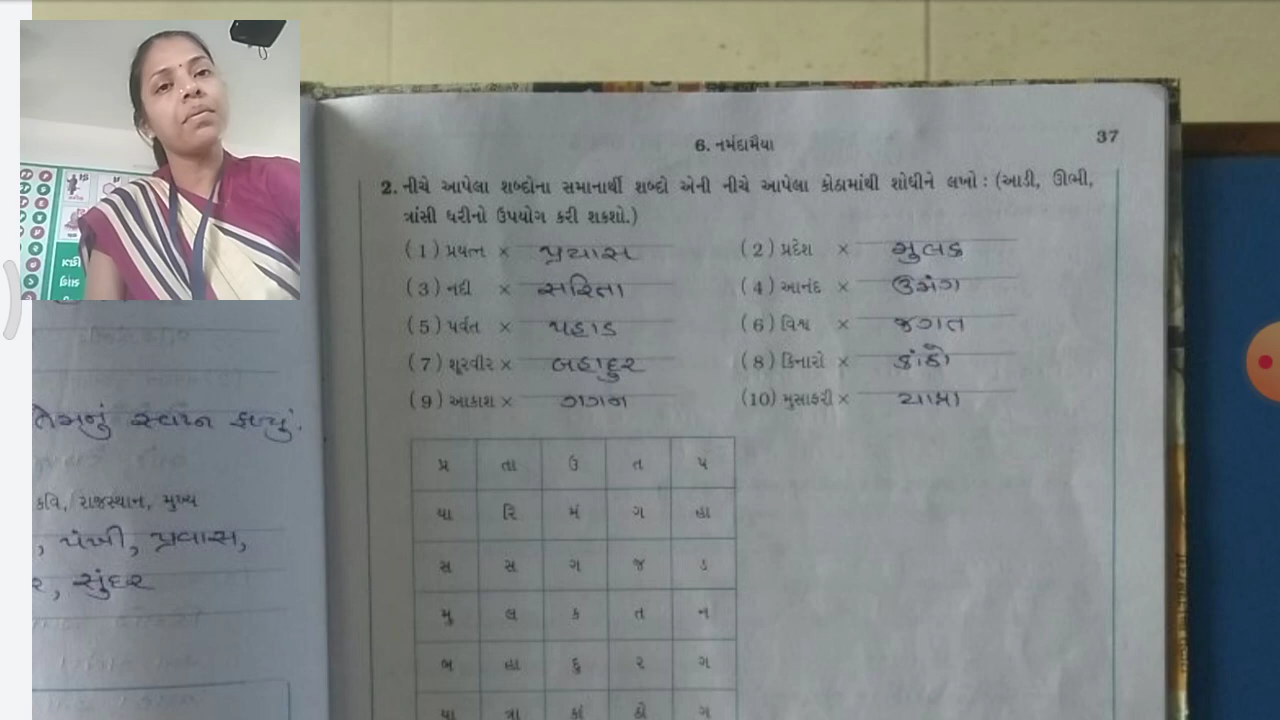 6. નર્મદામૈયા
37
2. નીચે આપેલા શબ્દોના સમાનાર્થી શબ્દો એની નીચે આપેલા કોઠામાંથી શોધીને લખો : (આડી, ઊભી,
ત્રાંસી ધરીનો ઉપયોગ કરી શકશો.)
(1) પ્રયત્ન × પ્રયાસ
(2) પ્રદેશ × મુલક
(3) નદી × સરિતા
(4) આનંદ × ઉમંગ
(5) પર્વત × પહાડ
(6) વિશ્વ × જગત
(7) શૂરવીર × બહાદુર
(8) કિનારો × કાંઠો
(9) આકાશ × ગગન
(10) મુસાફરી × યાત્રા
પ્ર તા ઉ ત પ
યા રિ મં ગ હા
સ સ ગ જ ડ
મુ લ ક ત ન
બ હા દુ ર ગ
યા ત્રા કાં ઠો ગ
તેમનું સ્વપ્ન ફળ્યું.
કવિ, રાજસ્થાન, મુખ્ય
, પંખી, પ્રવાસ,
ર, સુંદર